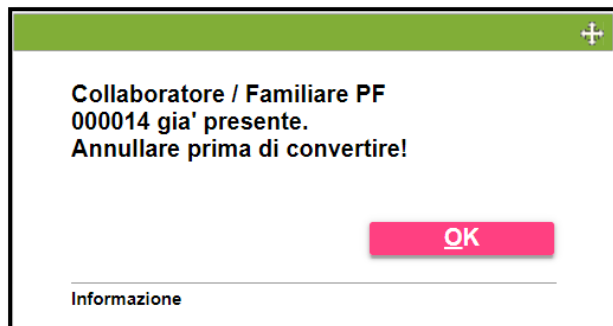 Collaboratore / Familiare PF
000014 gia' presente.
Annullare prima di convertire!
OK
Informazione